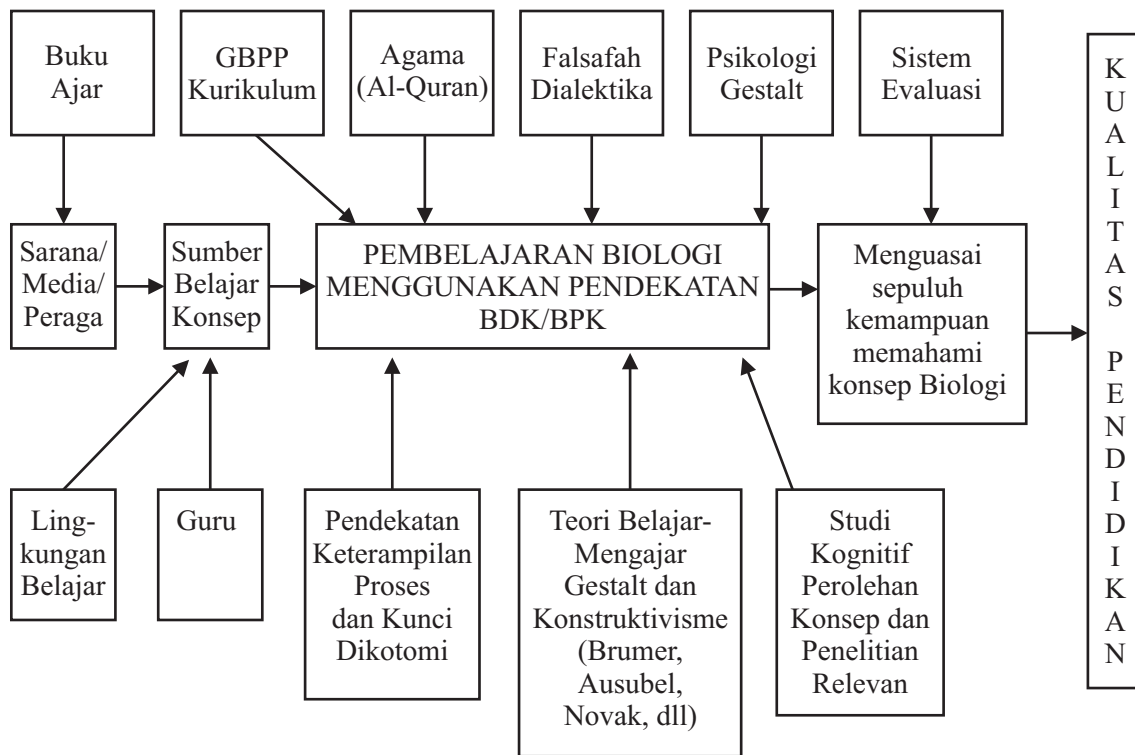 Buku
Ajar
GBPP
Kurikulum
Agama
(Al-Quran)
Falsafah
Dialektika
Psikologi
Gestalt
Sistem
Evaluasi
Sarana/
Media/
Peraga
Sumber
Belajar
Konsep
PEMBELAJARAN BIOLOGI
MENGGUNAKAN PENDEKATAN
BDK/BPK
Menguasai
sepuluh
kemampuan
memahami
konsep Biologi
Ling-
kungan
Belajar
Guru
Pendekatan
Keterampilan
Proses
dan Kunci
Dikotomi
Teori Belajar-
Mengajar
Gestalt dan
Konstruktivisme
(Brumer,
Ausubel,
Novak, dll)
Studi
Kognitif
Perolehan
Konsep dan
Penelitian
Relevan
KUALITAS PENDIDIKAN